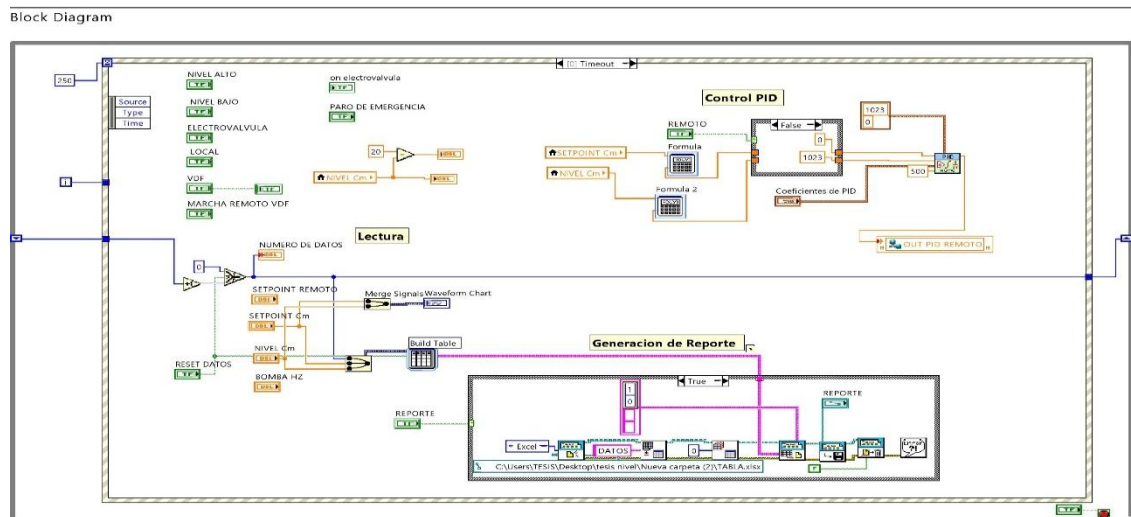 Block Diagram
[0] Timeout
250
NIVEL ALTO
on electrovalvula
NIVEL BAJO
PARO DE EMERGENCIA
Source
Type
Time
ELECTROVALVULA
LOCAL
VDF
MARCHA REMOTO VDF
20
NIVEL Cm
Control PID
REMOTO
Formula
SETPOINT Cm
NIVEL Cm
Formula 2
False
0
1023
1023
0
500
Coeficientes de PID
OUT PID REMOTO
Lectura
NUMERO DE DATOS
0
SETPOINT REMOTO
Merge Signals
Waveform Chart
SETPOINT Cm
NIVEL Cm
Build Table
RESET DATOS
BOMBA HZ
Generacion de Reporte
True
REPORTE
1
0
REPORTE
Excel
DATOS
0
C:\Users\TESIS\Desktop\tesis nivel\Nueva carpeta (2)\TABLA.xlsx